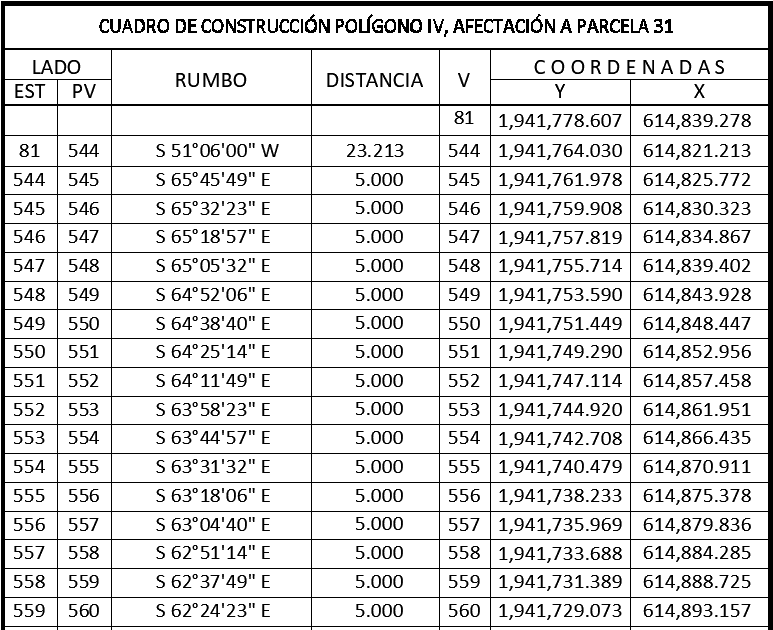 CUADRO DE CONSTRUCCIÓN POLÍGONO IV, AFECTACIÓN A PARCELA 31
LADO RUMBO DISTANCIA V C O O R D E N A D A S
EST PV Y X
81 1,941,778.607 614,839.278
81 544 S 51°06'00" W 23.213 544 1,941,764.030 614,821.213
544 545 S 65°45'49" E 5.000 545 1,941,761.978 614,825.772
545 546 S 65°32'23" E 5.000 546 1,941,759.908 614,830.323
546 547 S 65°18'57" E 5.000 547 1,941,757.819 614,834.867
547 548 S 65°05'32" E 5.000 548 1,941,755.714 614,839.402
548 549 S 64°52'06" E 5.000 549 1,941,753.590 614,843.928
549 550 S 64°38'40" E 5.000 550 1,941,751.449 614,848.447
550 551 S 64°25'14" E 5.000 551 1,941,749.290 614,852.956
551 552 S 64°11'49" E 5.000 552 1,941,747.114 614,857.458
552 553 S 63°58'23" E 5.000 553 1,941,744.920 614,861.951
553 554 S 63°44'57" E 5.000 554 1,941,742.708 614,866.435
554 555 S 63°31'32" E 5.000 555 1,941,740.479 614,870.911
555 556 S 63°18'06" E 5.000 556 1,941,738.233 614,875.378
556 557 S 63°04'40" E 5.000 557 1,941,735.969 614,879.836
557 558 S 62°51'14" E 5.000 558 1,941,733.688 614,884.285
558 559 S 62°37'49" E 5.000 559 1,941,731.389 614,888.725
559 560 S 62°24'23" E 5.000 560 1,941,729.073 614,893.157